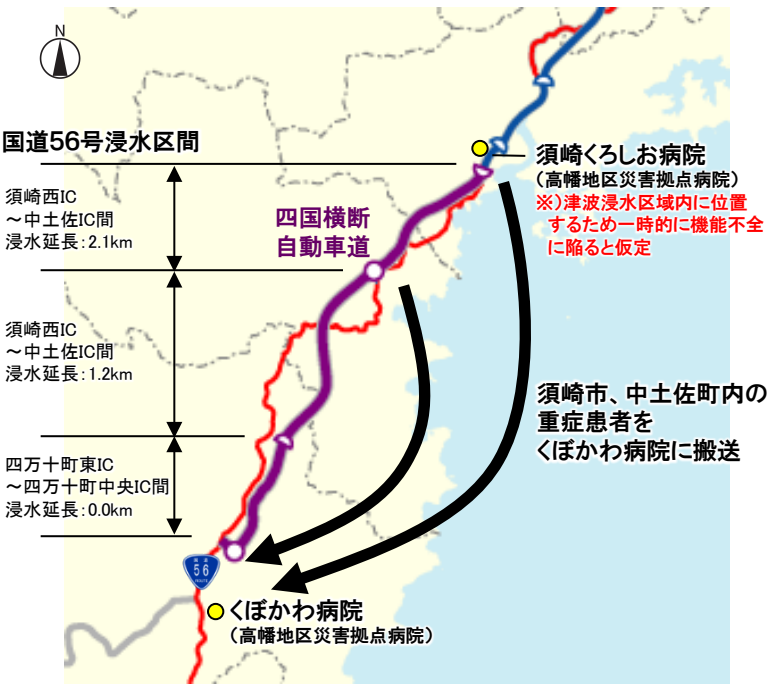 N
国道56号浸水区間
須崎西IC
～中土佐IC間
浸水延長：2.1km
須崎西IC
～中土佐IC間
浸水延長：1.2km
四万十町東IC
～四万十町中央IC間
浸水延長：0.0km
四国横断
自動車道
須崎くろしお病院
（高幡地区災害拠点病院）
※）津波浸水区域内に位置
するため一時的に機能不全
に陥ると仮定
須崎市、中土佐町内の
重症患者を
くぼかわ病院に搬送
56
ROUTE
くぼかわ病院
（高幡地区災害拠点病院）